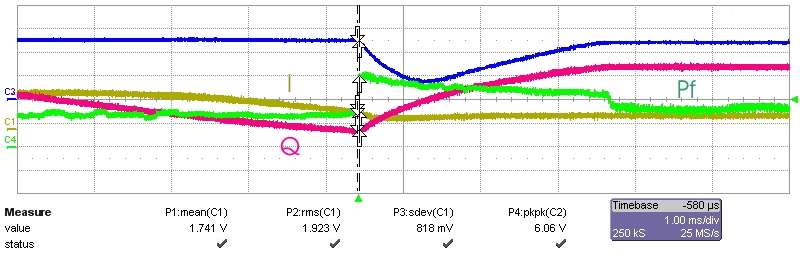 I
Pf
C3
C1
Q
C4
Measure P1:mean(C1) P2:rms(C1) P3:sdev(C1) P4:pkpk(C2)
value 1.741 V 1.923 V 818 mV 6.06 V
status
Timebase -580 µs
1.00 ms/div
250 kS 25 MS/s